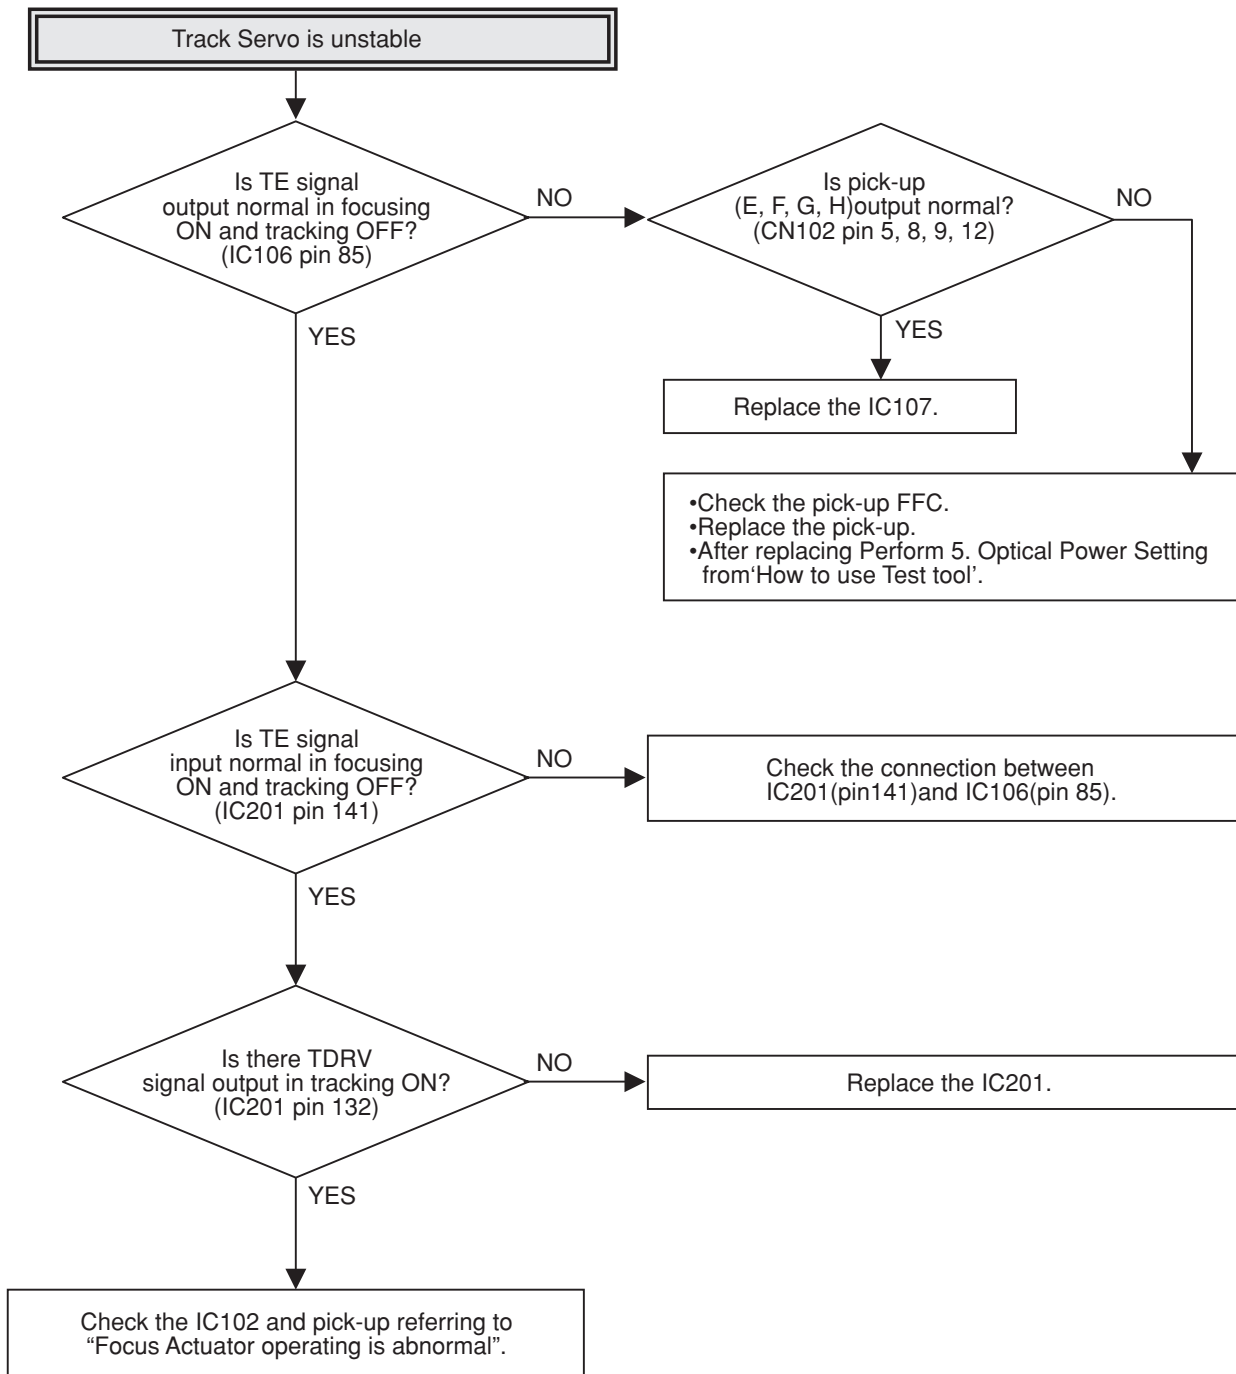 Track Servo is unstable
Is TE signal
output normal in focusing
ON and tracking OFF?
(IC106 pin 85)
NO
Is pick-up
(E, F, G, H)output normal?
(CN102 pin 5, 8, 9, 12)
NO
YES
YES
Replace the IC107.
•Check the pick-up FFC.
•Replace the pick-up.
•After replacing Perform 5. Optical Power Setting
from‘How to use Test tool’.
Is TE signal
input normal in focusing
ON and tracking OFF?
(IC201 pin 141)
NO
Check the connection between
IC201(pin141)and IC106(pin 85).
YES
Is there TDRV
signal output in tracking ON?
(IC201 pin 132)
NO
Replace the IC201.
YES
Check the IC102 and pick-up referring to
“Focus Actuator operating is abnormal”.